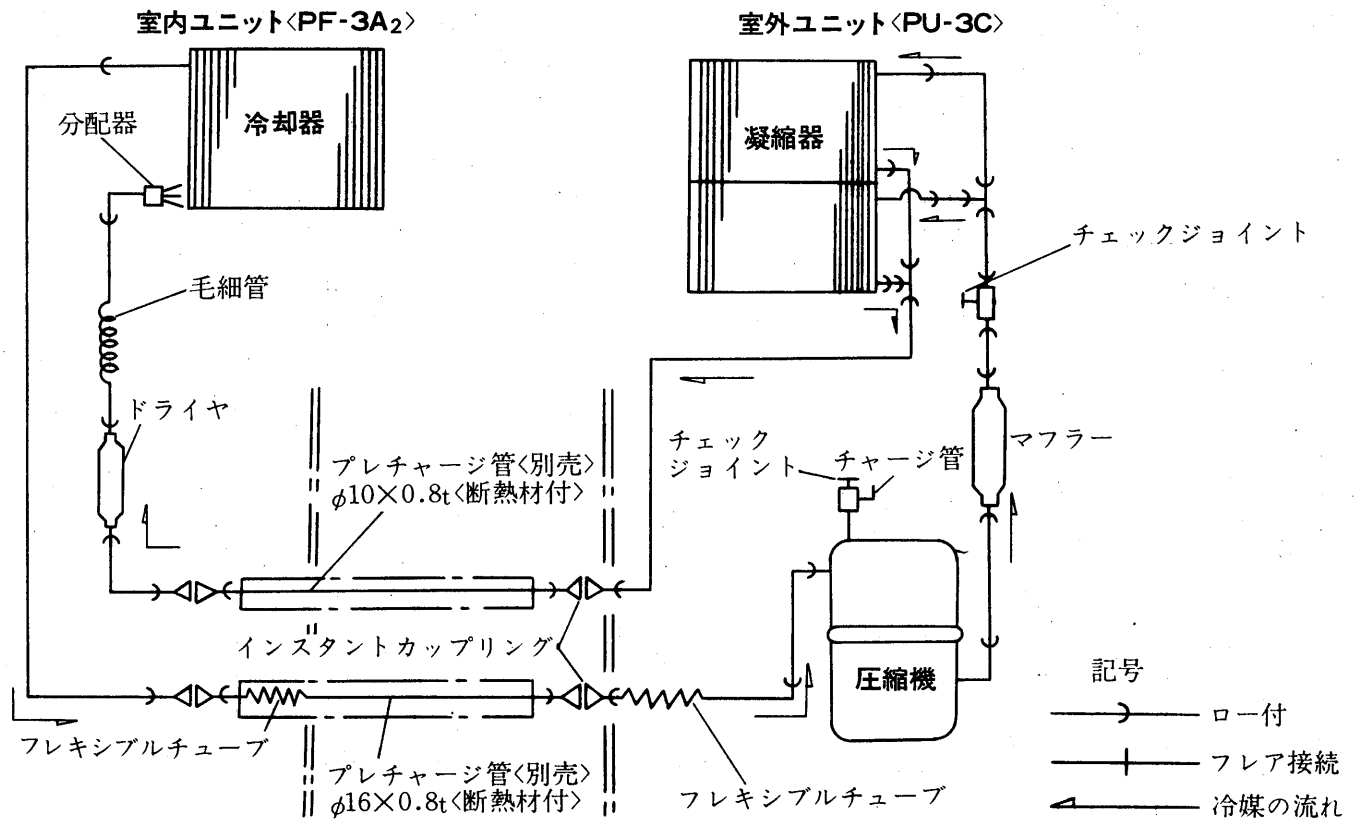 室内ユニット〈PF-3A₂〉
室外ユニット〈PU-3C〉
冷却器
分配器
凝縮器
チェックジョイント
毛細管
ドライヤ
マフラー
チェック
ジョイント
チャージ管
プレチャージ管〈別売〉
φ10×0.8t〈断熱材付〉
インスタントカップリング
圧縮機
記号
ロー付
フレア接続
冷媒の流れ
フレキシブルチューブ
プレチャージ管〈別売〉
φ16×0.8t〈断熱材付〉
フレキシブルチューブ